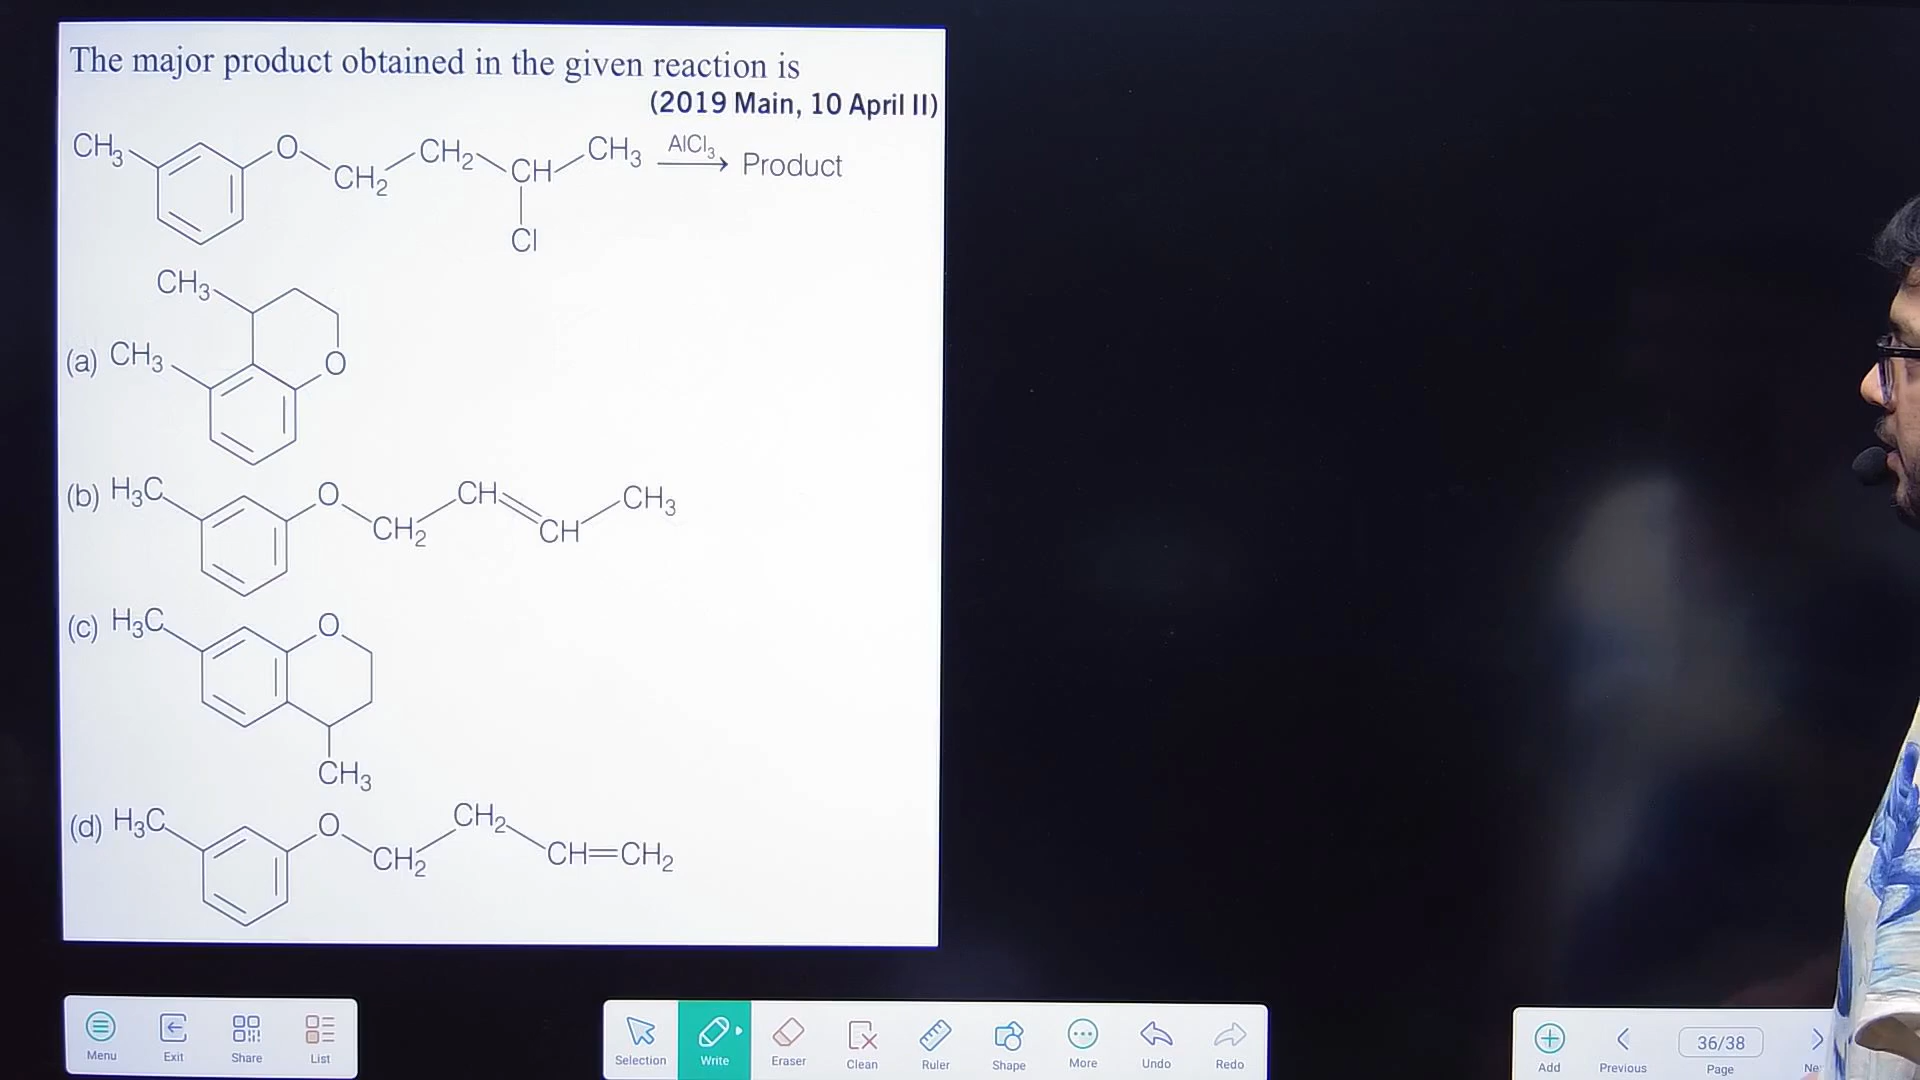 The major product obtained in the given reaction is
(2019 Main, 10 April II)
CH3 O CH2 CH2 CH CH3 AlCl3 Product
Cl
CH3
(a) CH3 O
(b) H3C O CH2 CH CH CH3
(c) H3C O
CH3
(d) H3C O CH2 CH2 CH=CH2
Menu Exit Share List
Selection Write Eraser Clean Ruler Shape More Undo Redo
36/38
Add Previous Page